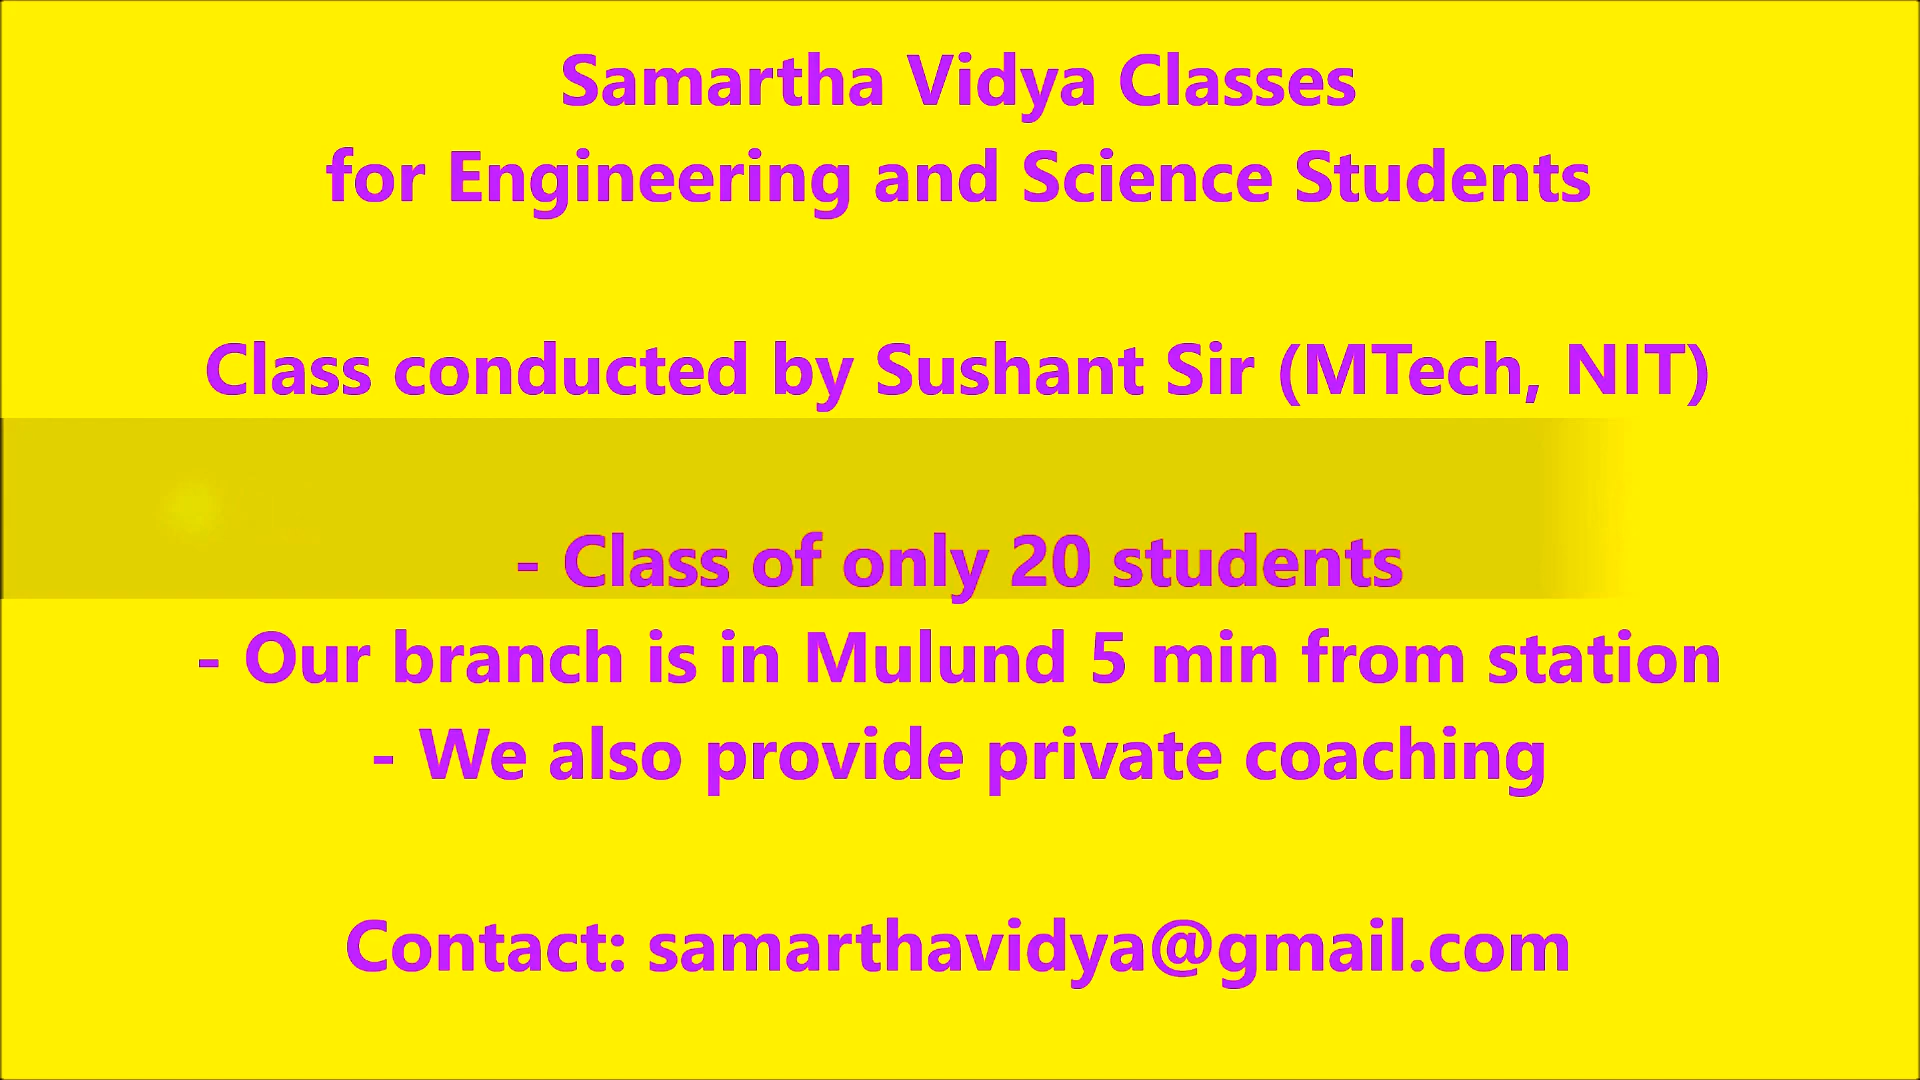 Samartha Vidya Classes
for Engineering and Science Students
Class conducted by Sushant Sir (MTech, NIT)
- Class of only 20 students
- Our branch is in Mulund 5 min from station
- We also provide private coaching
Contact: samarthavidya@gmail.com